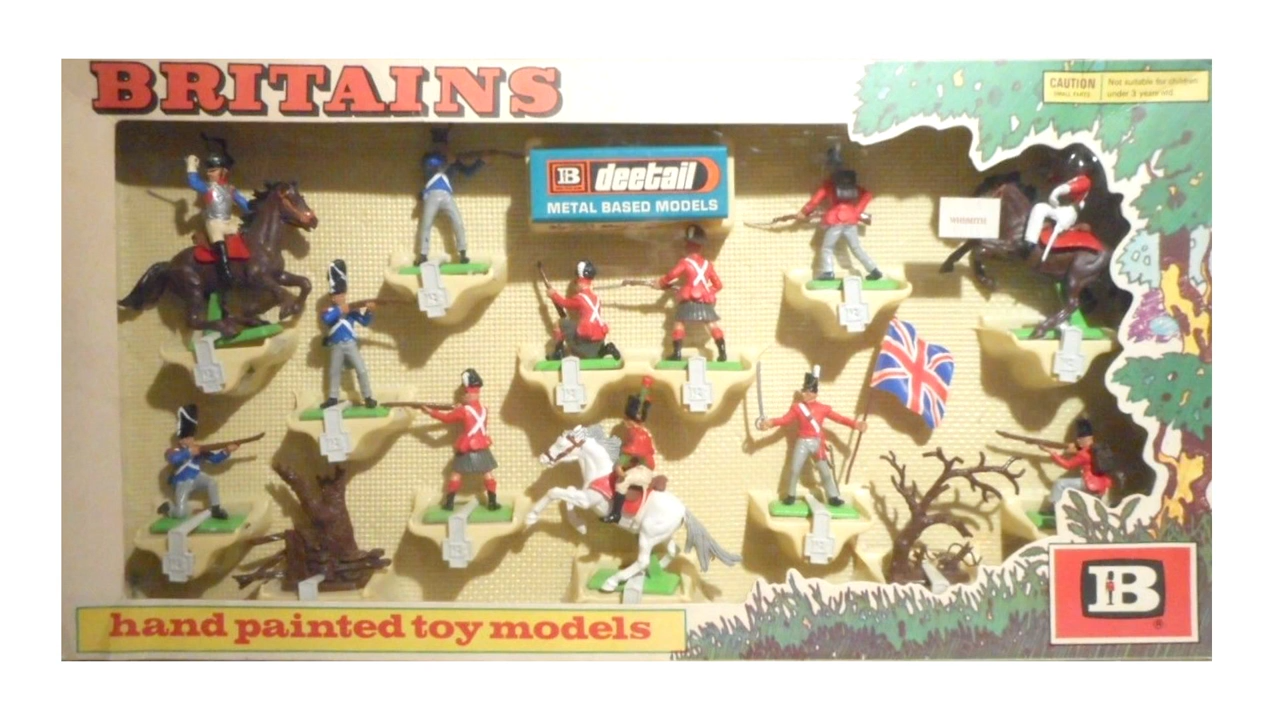 BRITAINS
CAUTION
SMALL PARTS
Not suitable for children
under 3 years old
B deetail
METAL BASED MODELS
WHSMITH
hand painted toy models
B
®